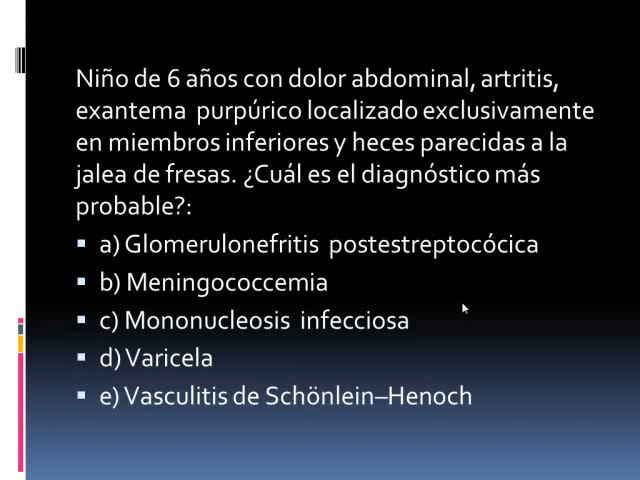 Niño de 6 años con dolor abdominal, artritis,
exantema purpúrico localizado exclusivamente
en miembros inferiores y heces parecidas a la
jalea de fresas. ¿Cuál es el diagnóstico más
probable?:
a) Glomerulonefritis postestreptocócica
b) Meningococcemia
c) Mononucleosis infecciosa
d) Varicela
e) Vasculitis de Schönlein–Henoch